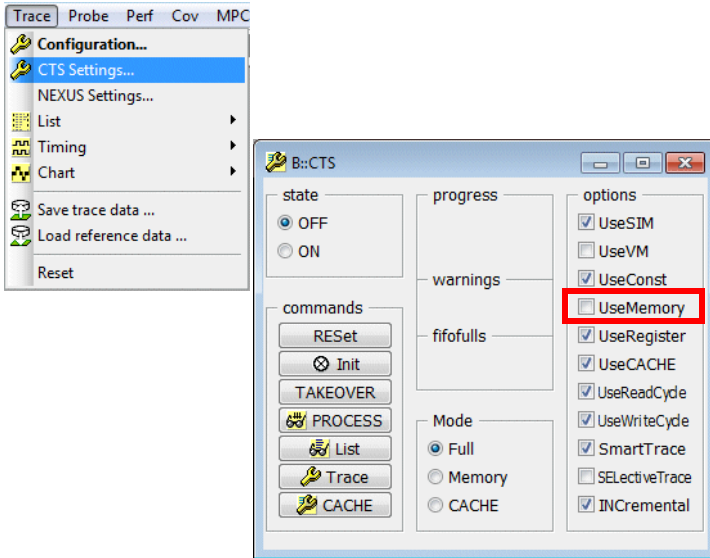 Trace Probe Perf Cov MPC
Configuration...
CTS Settings...
NEXUS Settings...
List
Timing
Chart
Save trace data ...
Load reference data ...
Reset
B::CTS
state
OFF
ON
commands
RESet
Init
TAKEOVER
PROCESS
List
Trace
CACHE
progress
warnings
fifofulls
Mode
Full
Memory
CACHE
options
UseSIM
UseVM
UseConst
UseMemory
UseRegister
UseCACHE
UseReadCycle
UseWriteCycle
SmartTrace
SELectiveTrace
INCremental